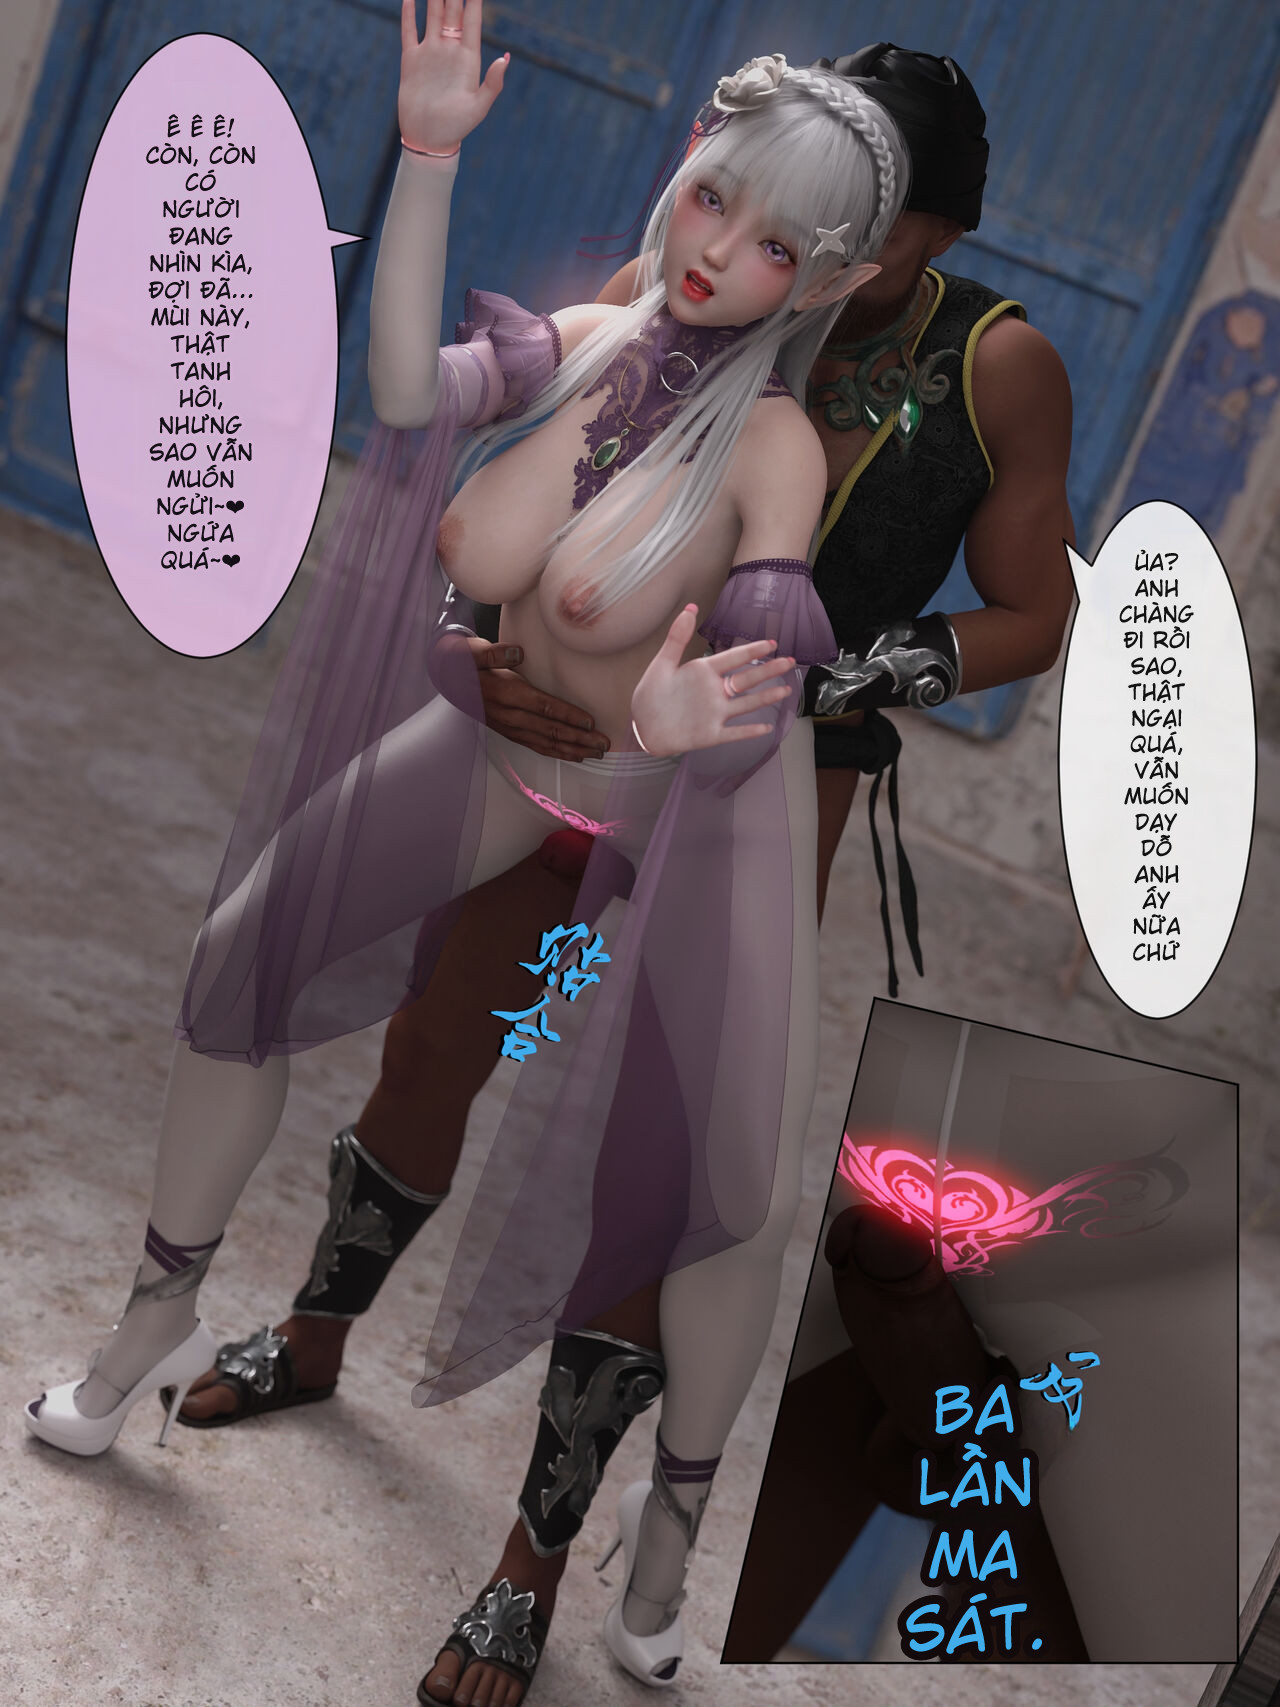 Ê Ê Ê!
CÒN, CÒN
CÓ
NGƯỜI
ĐANG
NHÌN KÌA,
ĐỢI ĐÃ...
MÙI NÀY,
THẬT
TANH
HÔI,
NHƯNG
SAO VẪN
MUỐN
NGỬI~❤
NGỨA
QUÁ~❤
ỦA?
ANH
CHÀNG
ĐI RỒI
SAO,
THẬT
NGẠI
QUÁ,
VẪN
MUỐN
DẠY
DỖ
ANH
ẤY
NỮA
CHỨ
BA
LẦN
MA
SÁT.